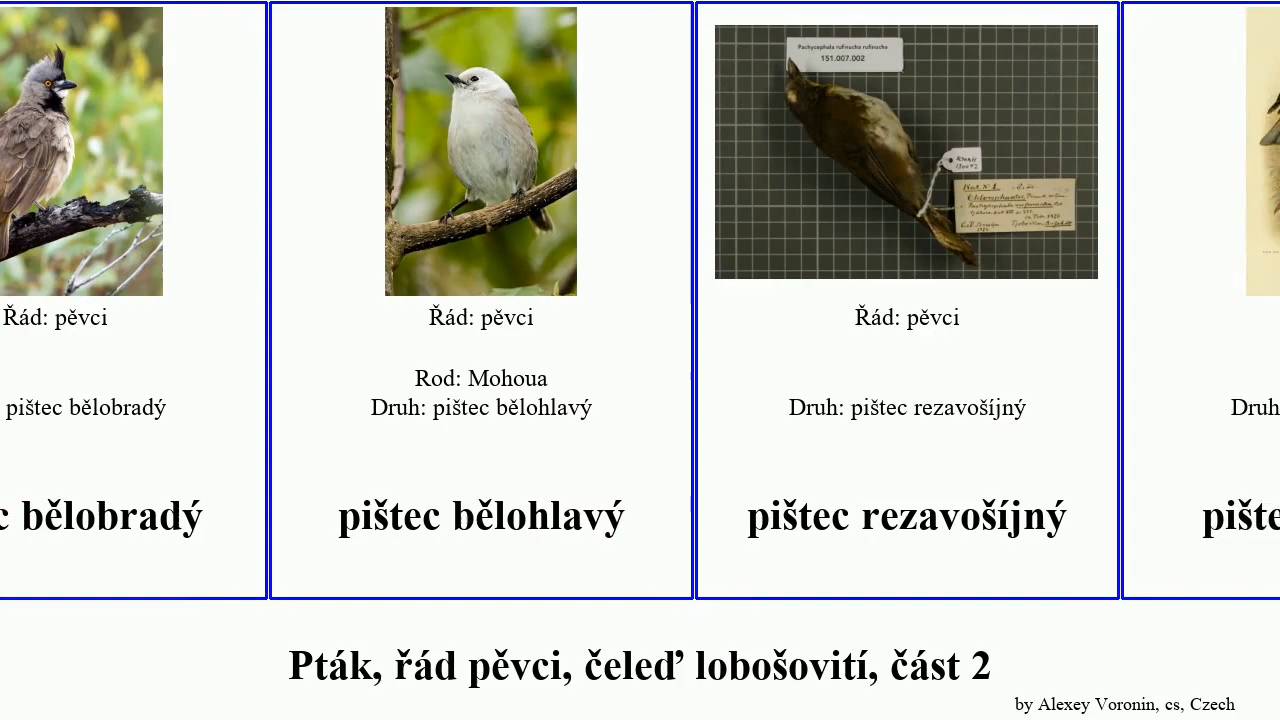 Řád: pěvci
pištec bělobradý
c bělobradý
Řád: pěvci
Rod: Mohoua
Druh: pištec bělohlavý
pištec bělohlavý
Pachycephala rufinucha rufinucha
151.007.002
Řád: pěvci
Druh: pištec rezavošíjný
pištec rezavošíjný
Druh
pište
Pták, řád pěvci, čeleď lobošovití, část 2
by Alexey Voronin, cs, Czech